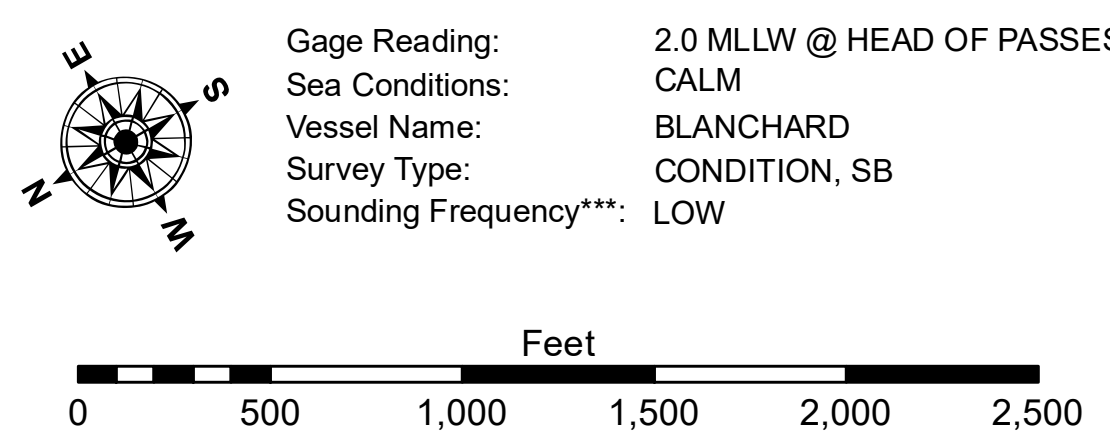 E
S
N
W
Gage Reading: 2.0 MLLW @ HEAD OF PASSES
Sea Conditions: CALM
Vessel Name: BLANCHARD
Survey Type: CONDITION, SB
Sounding Frequency***: LOW
Feet
0 500 1,000 1,500 2,000 2,500